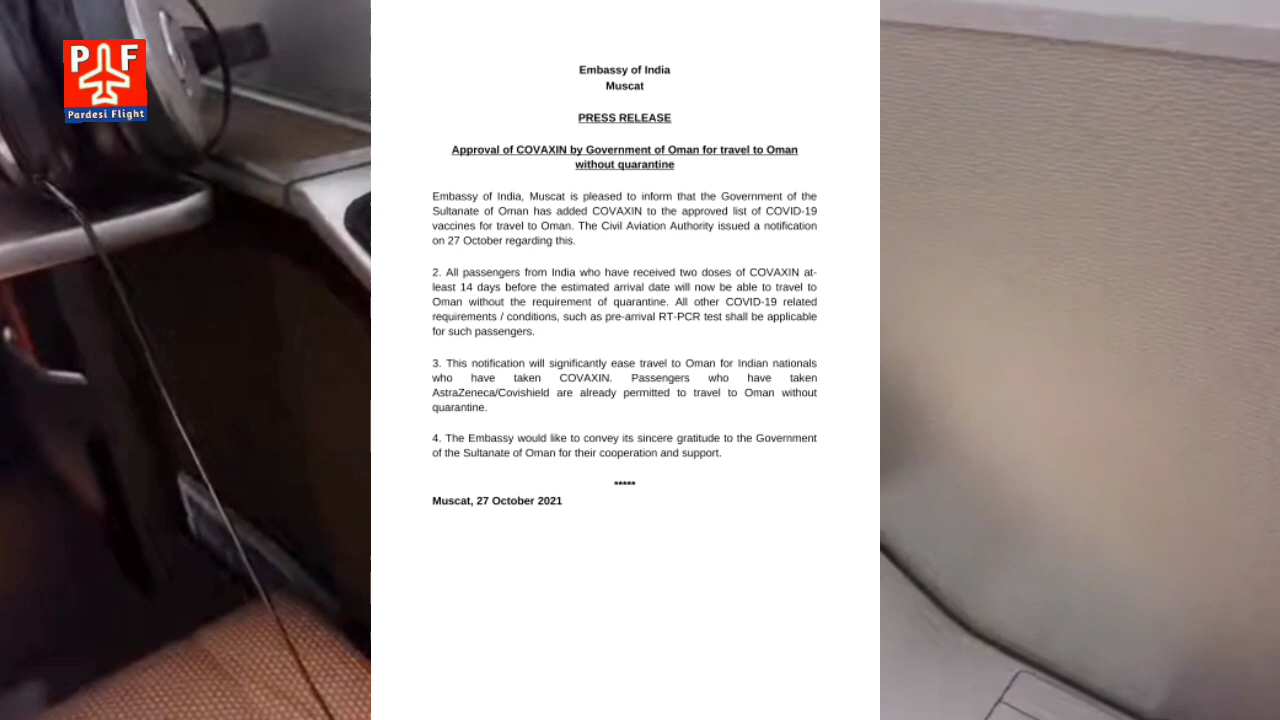 P F
Pardesi Flight
Embassy of India
Muscat
PRESS RELEASE
Approval of COVAXIN by Government of Oman for travel to Oman
without quarantine
Embassy of India, Muscat is pleased to inform that the Government of the
Sultanate of Oman has added COVAXIN to the approved list of COVID-19
vaccines for travel to Oman. The Civil Aviation Authority issued a notification
on 27 October regarding this.
2. All passengers from India who have received two doses of COVAXIN at-
least 14 days before the estimated arrival date will now be able to travel to
Oman without the requirement of quarantine. All other COVID-19 related
requirements / conditions, such as pre-arrival RT-PCR test shall be applicable
for such passengers.
3. This notification will significantly ease travel to Oman for Indian nationals
who have taken COVAXIN. Passengers who have taken
AstraZeneca/Covishield are already permitted to travel to Oman without
quarantine.
4. The Embassy would like to convey its sincere gratitude to the Government
of the Sultanate of Oman for their cooperation and support.
*****
Muscat, 27 October 2021